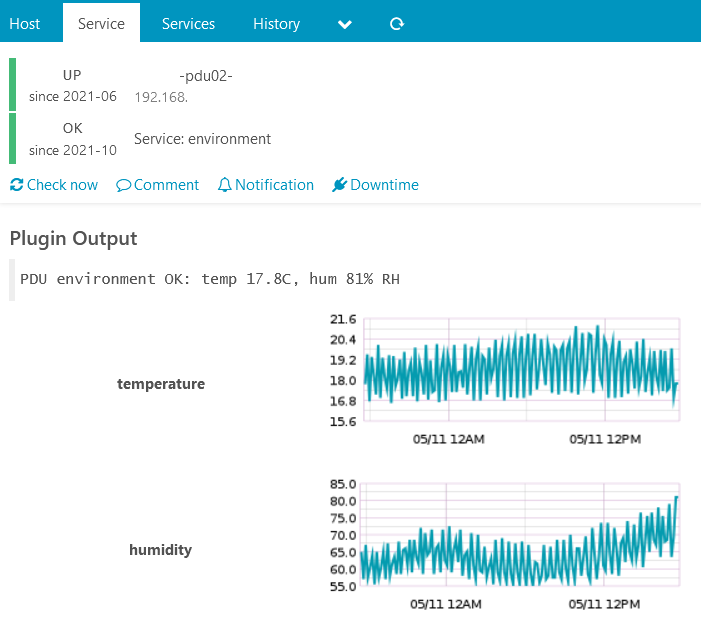 Host Service Services History
UP -pdu02-
since 2021-06 192.168.
OK
since 2021-10 Service: environment
Check now Comment Notification Downtime
Plugin Output
PDU environment OK: temp 17.8C, hum 81% RH
temperature
21.6
20.4
19.2
18.0
16.8
15.6
05/11 12AM 05/11 12PM
humidity
85.0
80.0
75.0
70.0
65.0
60.0
55.0
05/11 12AM 05/11 12PM